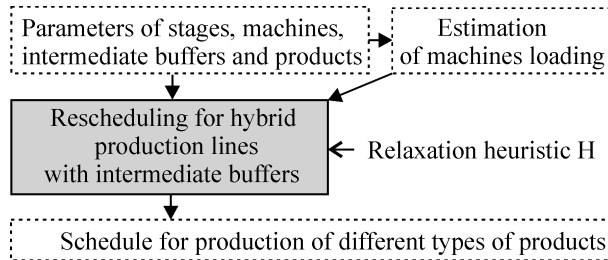 Parameters of stages, machines,
intermediate buffers and products
Estimation
of machines loading
Rescheduling for hybrid
production lines
with intermediate buffers
Relaxation heuristic H
Schedule for production of different types of products